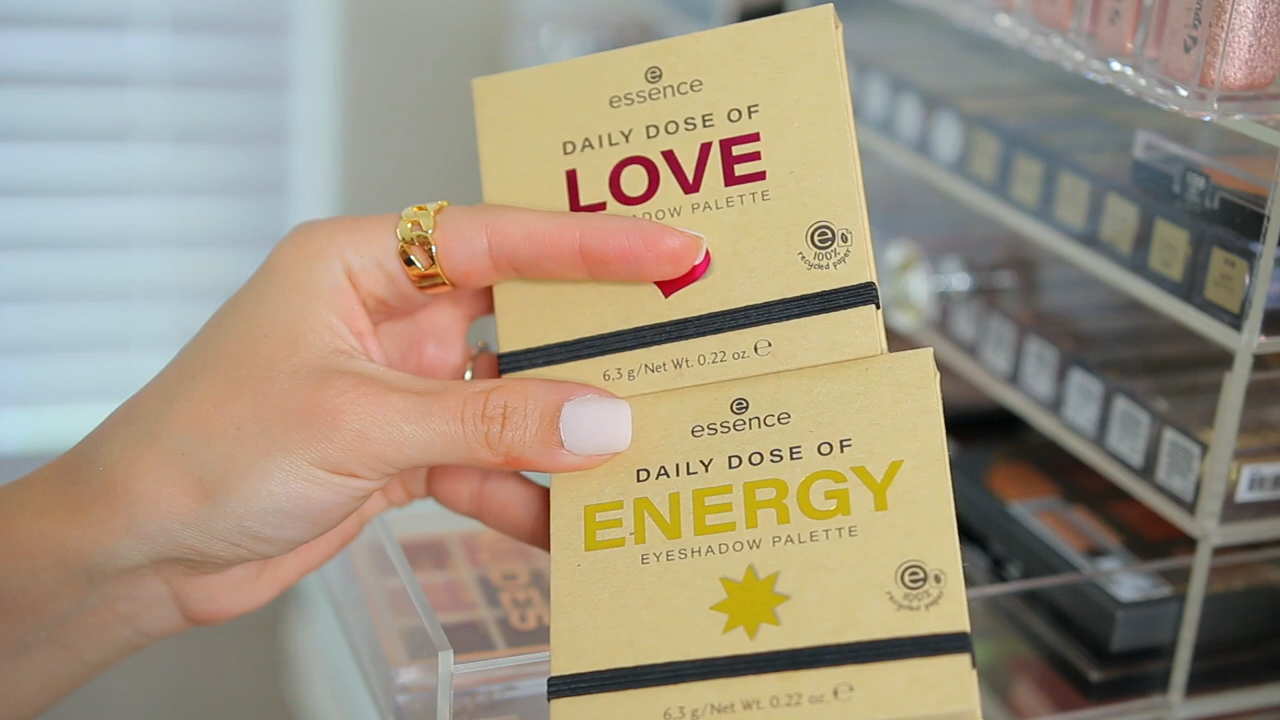 essence
DAILY DOSE OF
LOVE
PALETTE
e
100%
recycled paper
6,3 g/Net Wt. 0.22 oz. ℮
essence
DAILY DOSE OF
ENERGY
EYESHADOW PALETTE
e
100%
recycled paper
6,3 g/Net Wt. 0.22 oz. ℮